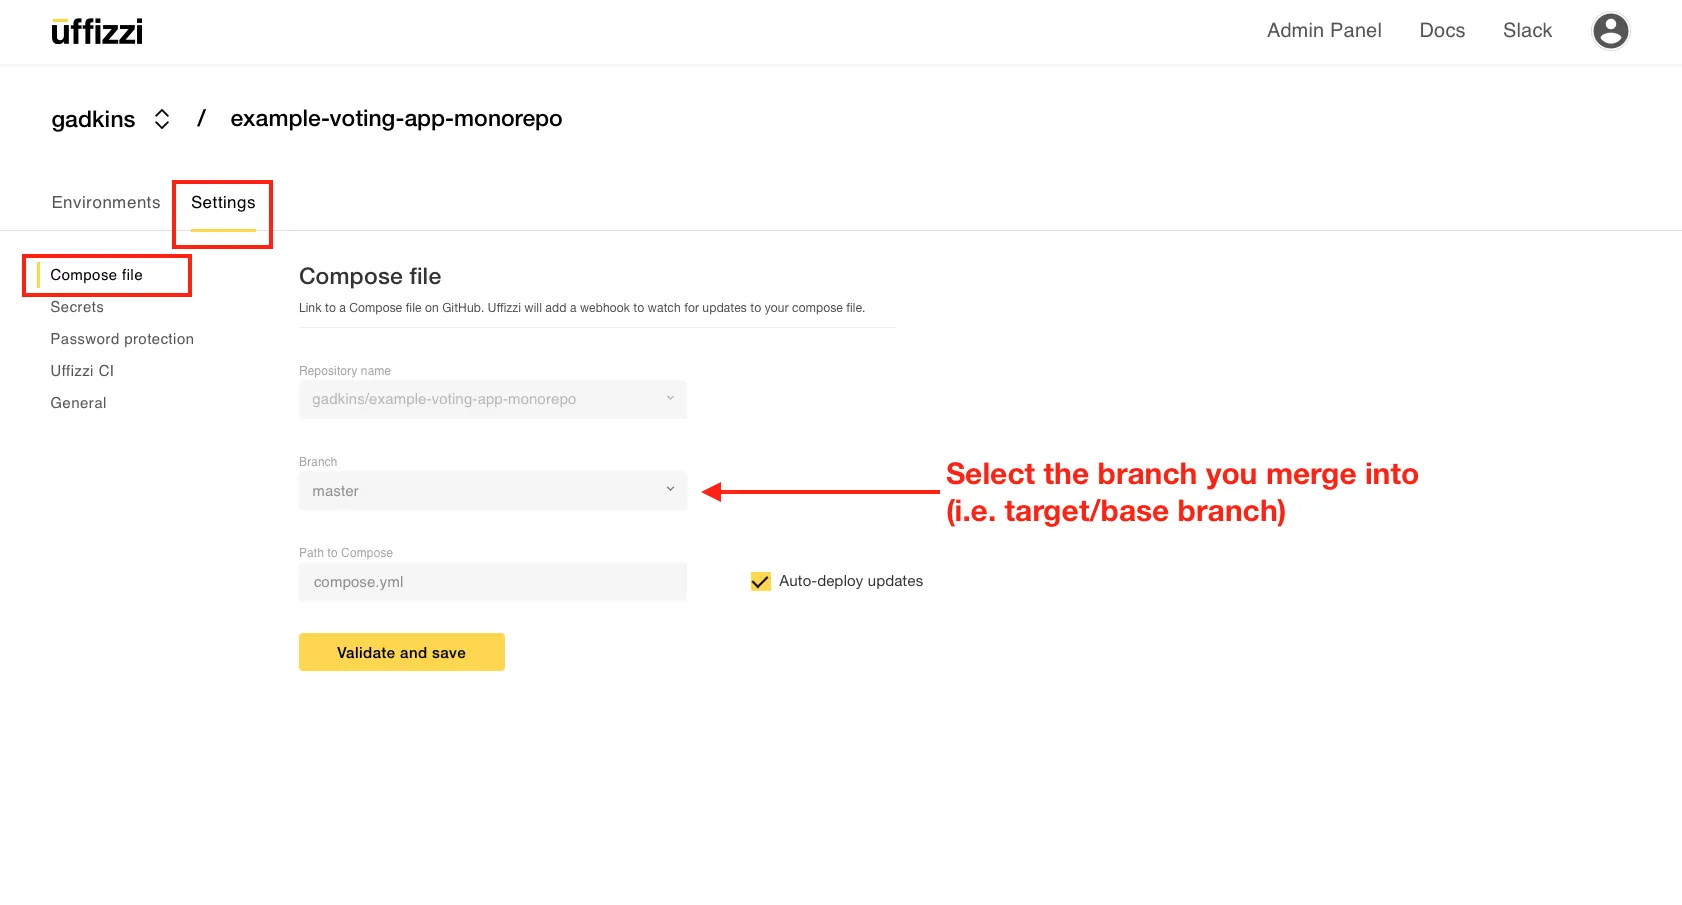 uffizzi
Admin Panel
Docs
Slack
gadkins / example-voting-app-monorepo
Environments
Settings
Compose file
Secrets
Password protection
Uffizzi CI
General
Compose file
Link to a Compose file on GitHub. Uffizzi will add a webhook to watch for updates to your compose file.
Repository name
gadkins/example-voting-app-monorepo
Branch
master
Select the branch you merge into
(i.e. target/base branch)
Path to Compose
compose.yml
Auto-deploy updates
Validate and save